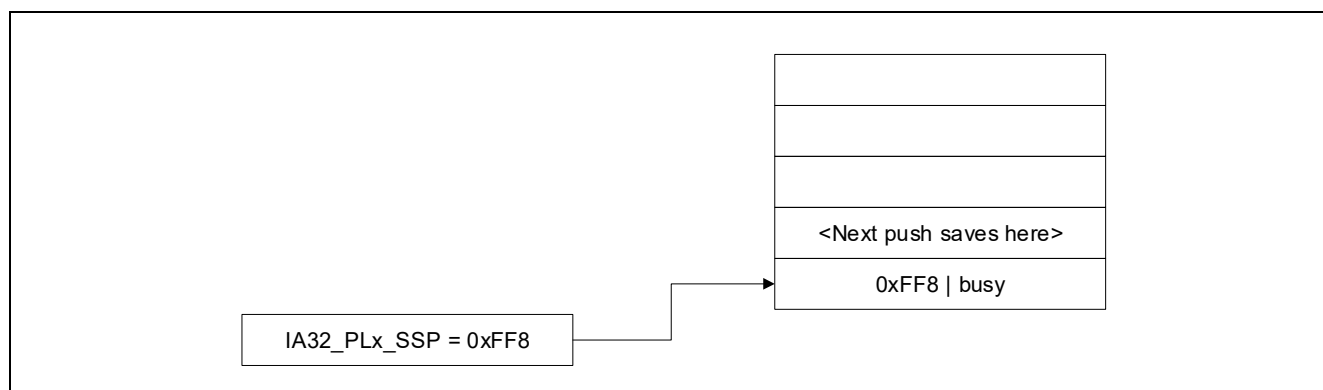 <Next push saves here>
0xFF8 | busy
IA32_PLx_SSP = 0xFF8